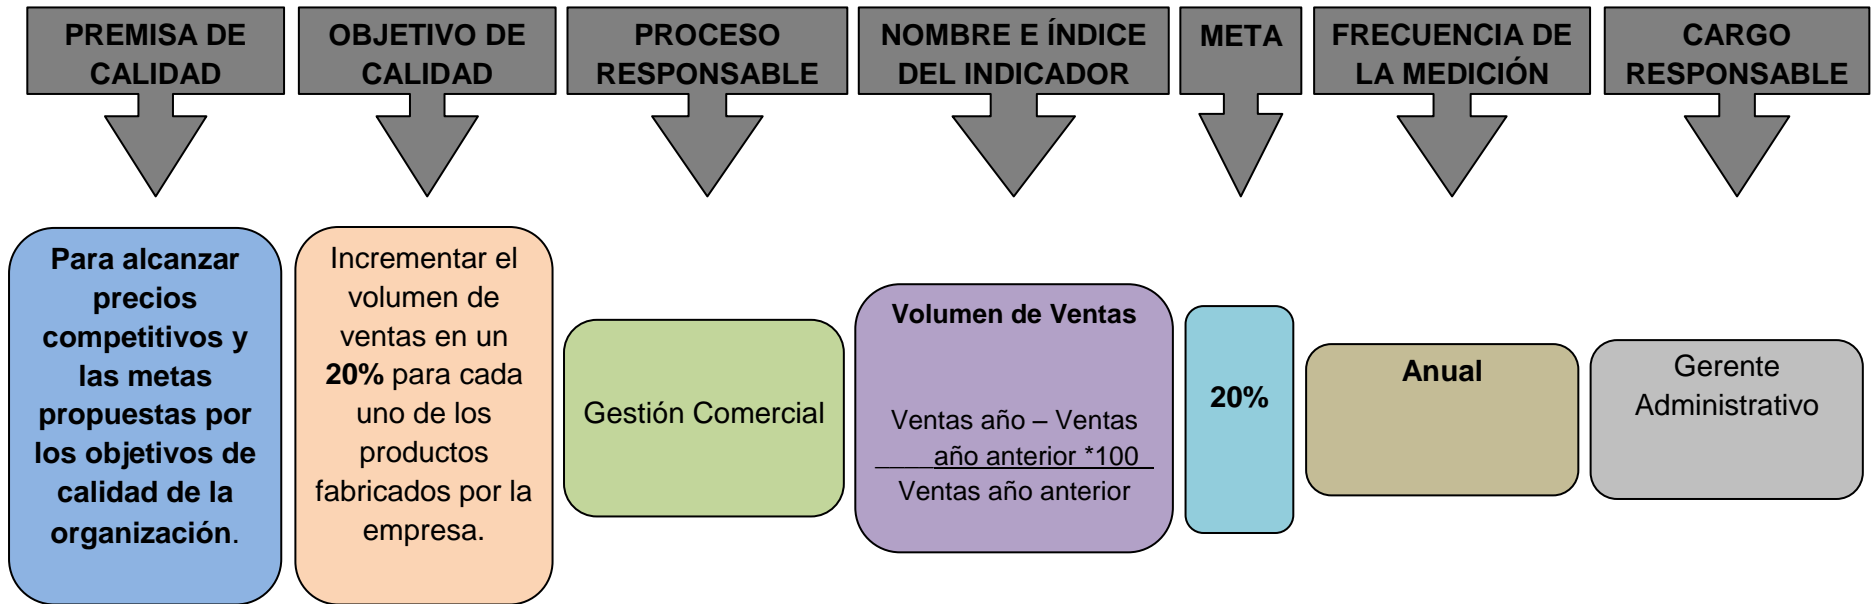 PREMISA DE
CALIDAD
OBJETIVO DE
CALIDAD
PROCESO
RESPONSABLE
NOMBRE E ÍNDICE
DEL INDICADOR
META
FRECUENCIA DE
LA MEDICIÓN
CARGO
RESPONSABLE
Para alcanzar
precios
competitivos y
las metas
propuestas por
los objetivos de
calidad de la
organización.
Incrementar el
volumen de
ventas en un
20% para cada
uno de los
productos
fabricados por la
empresa.
Gestión Comercial
Volumen de Ventas
Ventas año – Ventas
año anterior *100
Ventas año anterior
20%
Anual
Gerente
Administrativo